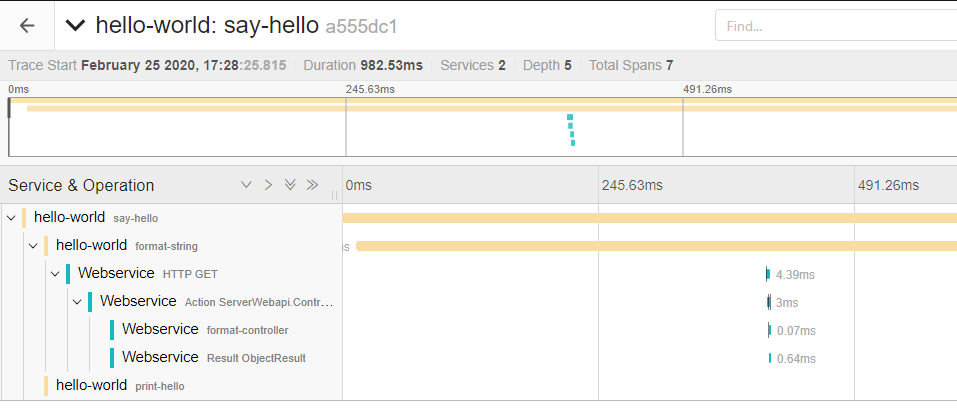 hello-world: say-hello a555dc1
Find...
Trace Start February 25 2020, 17:28:25.815 Duration 982.53ms Services 2 Depth 5 Total Spans 7
0ms 245.63ms 491.26ms
Service & Operation 0ms 245.63ms 491.26ms
hello-world say-hello
hello-world format-string
Webservice HTTP GET 4.39ms
Webservice Action ServerWebapi.Contr... 3ms
Webservice format-controller 0.07ms
Webservice Result ObjectResult 0.64ms
hello-world print-hello